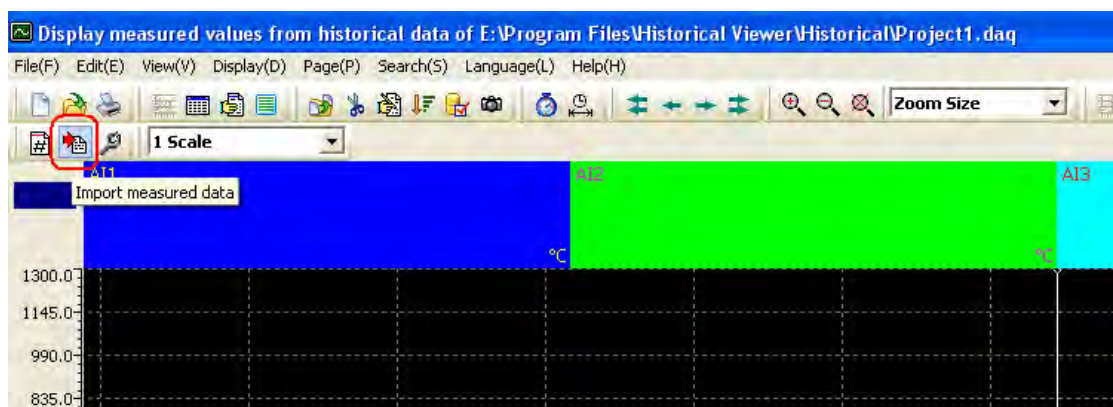 Display measured values from historical data of E:\Program Files\Historical Viewer\Historical\Project1.daq
File(F) Edit(E) View(V) Display(D) Page(P) Search(S) Language(L) Help(H)
Zoom Size
1 Scale
AI1 AI2 AI3
Import measured data
°C °C
1300.0
1145.0
990.0
835.0